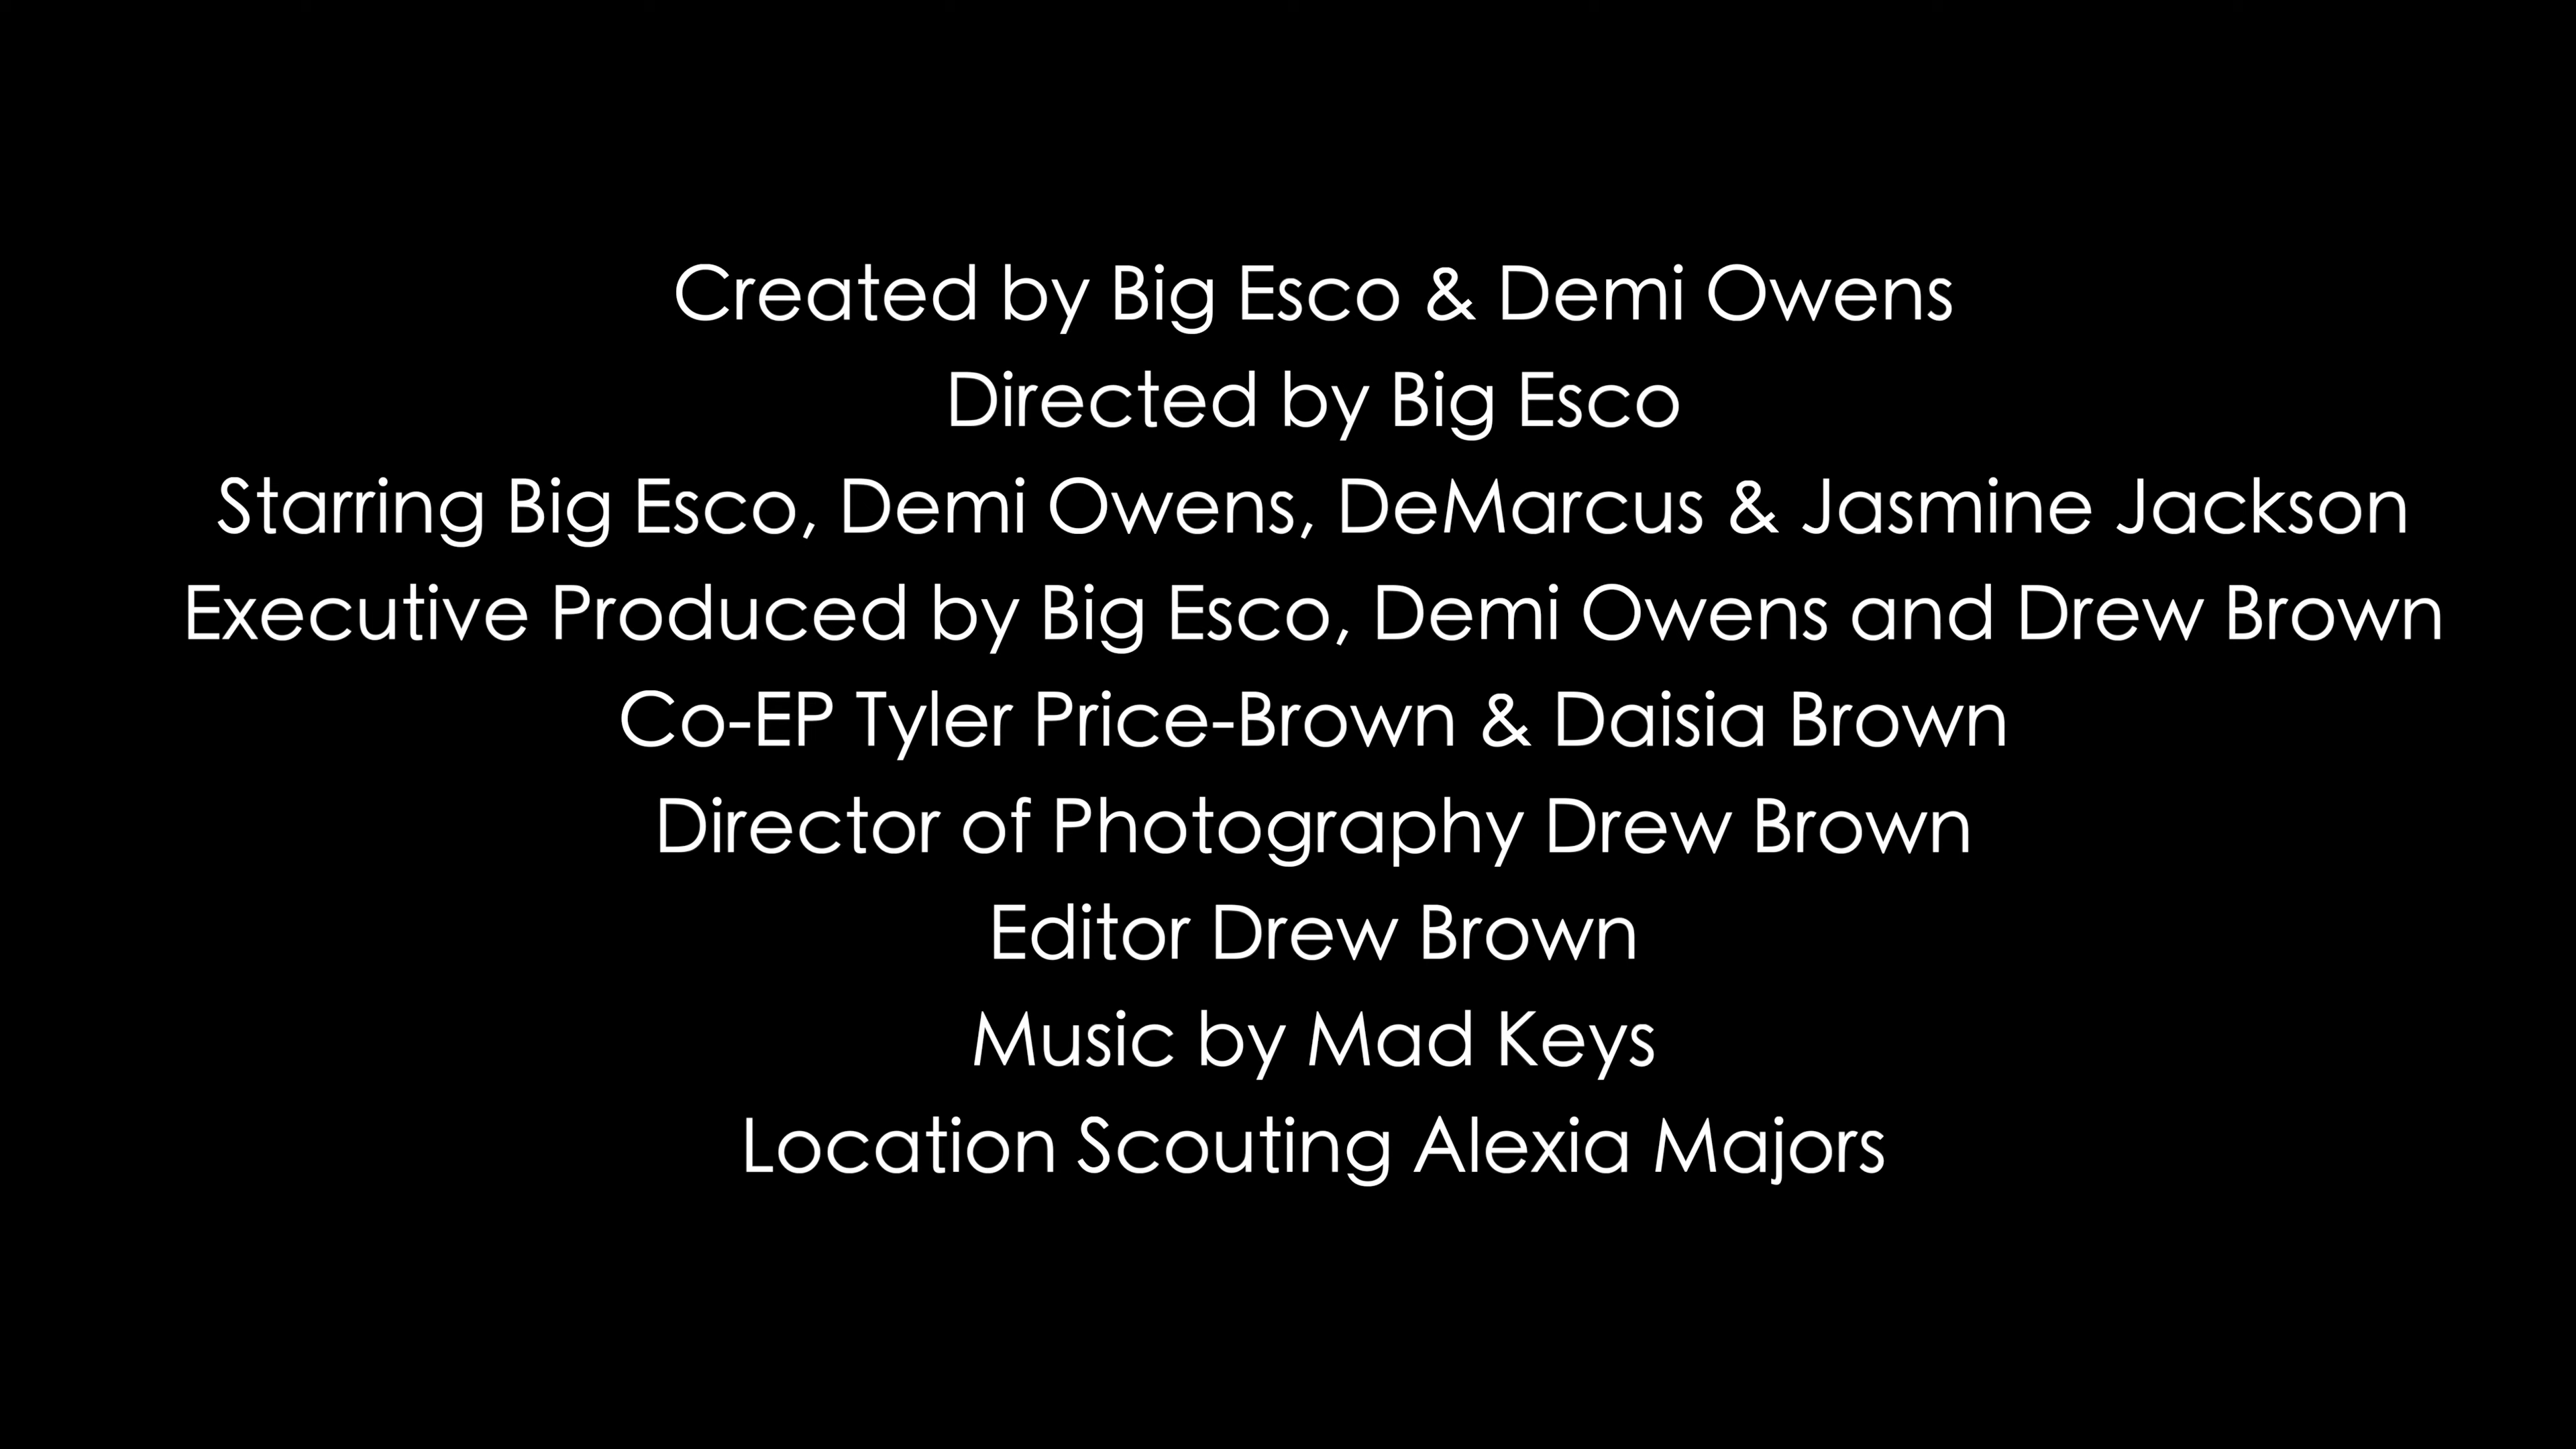 Created by Big Esco & Demi Owens
Directed by Big Esco
Starring Big Esco, Demi Owens, DeMarcus & Jasmine Jackson
Executive Produced by Big Esco, Demi Owens and Drew Brown
Co-EP Tyler Price-Brown & Daisia Brown
Director of Photography Drew Brown
Editor Drew Brown
Music by Mad Keys
Location Scouting Alexia Majors